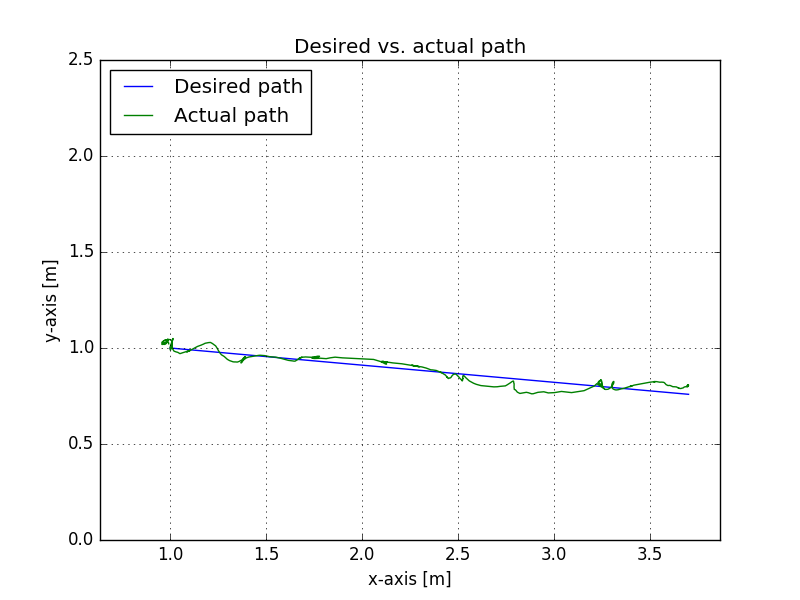 Desired vs. actual path
2.5
Desired path
Actual path
2.0
1.5
y-axis [m]
1.0
0.5
0.0
1.0 1.5 2.0 2.5 3.0 3.5
x-axis [m]